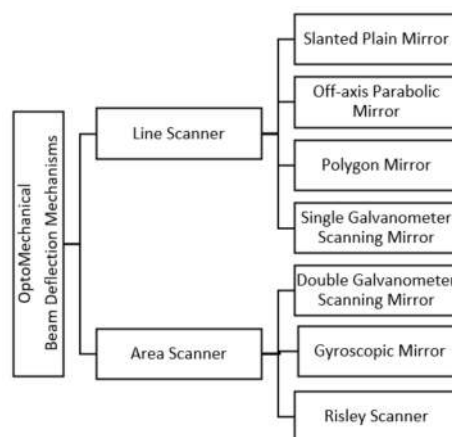 OptoMechanical
Beam Deflection Mechanisms
Line Scanner
Slanted Plain Mirror
Off-axis Parabolic
Mirror
Polygon Mirror
Single Galvanometer
Scanning Mirror
Area Scanner
Double Galvanometer
Scanning Mirror
Gyroscopic Mirror
Risley Scanner